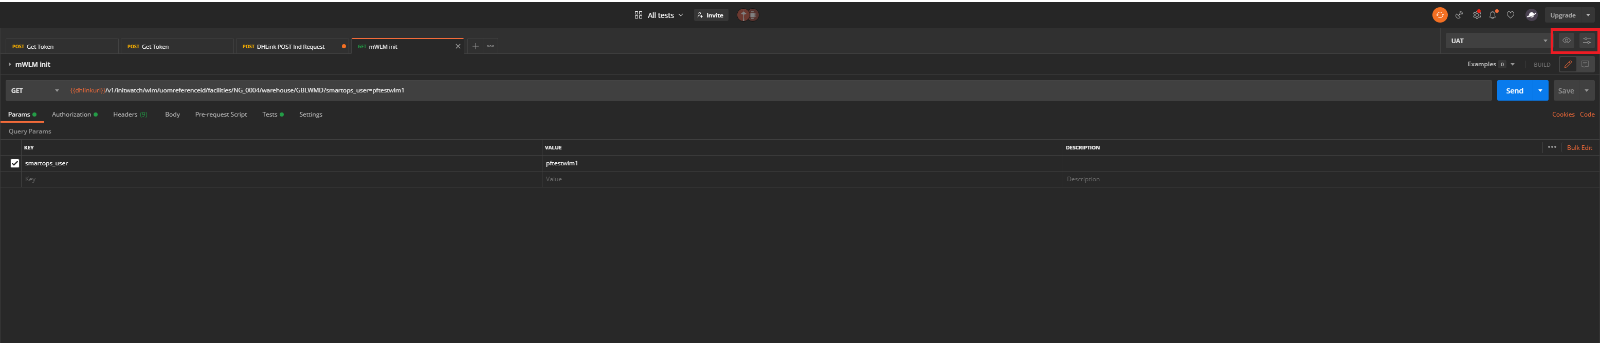 All tests
Invite
Upgrade
POST Get Token
POST Get Token
POST DHLink POST Ind Request
GET mWLM init
UAT
mWLM init
Examples 0
BUILD
GET
{{dhlinkurl}}/v1/initwatch/wlm/uomreferenceid/facilities/NG_0004/warehouse/GBLWMD?smartops_user=pftestwlm1
Send
Save
Params
Authorization
Headers (9)
Body
Pre-request Script
Tests
Settings
Cookies
Code
Query Params
KEY
VALUE
DESCRIPTION
Bulk Edit
smartops_user
pftestwlm1
Key
Value
Description